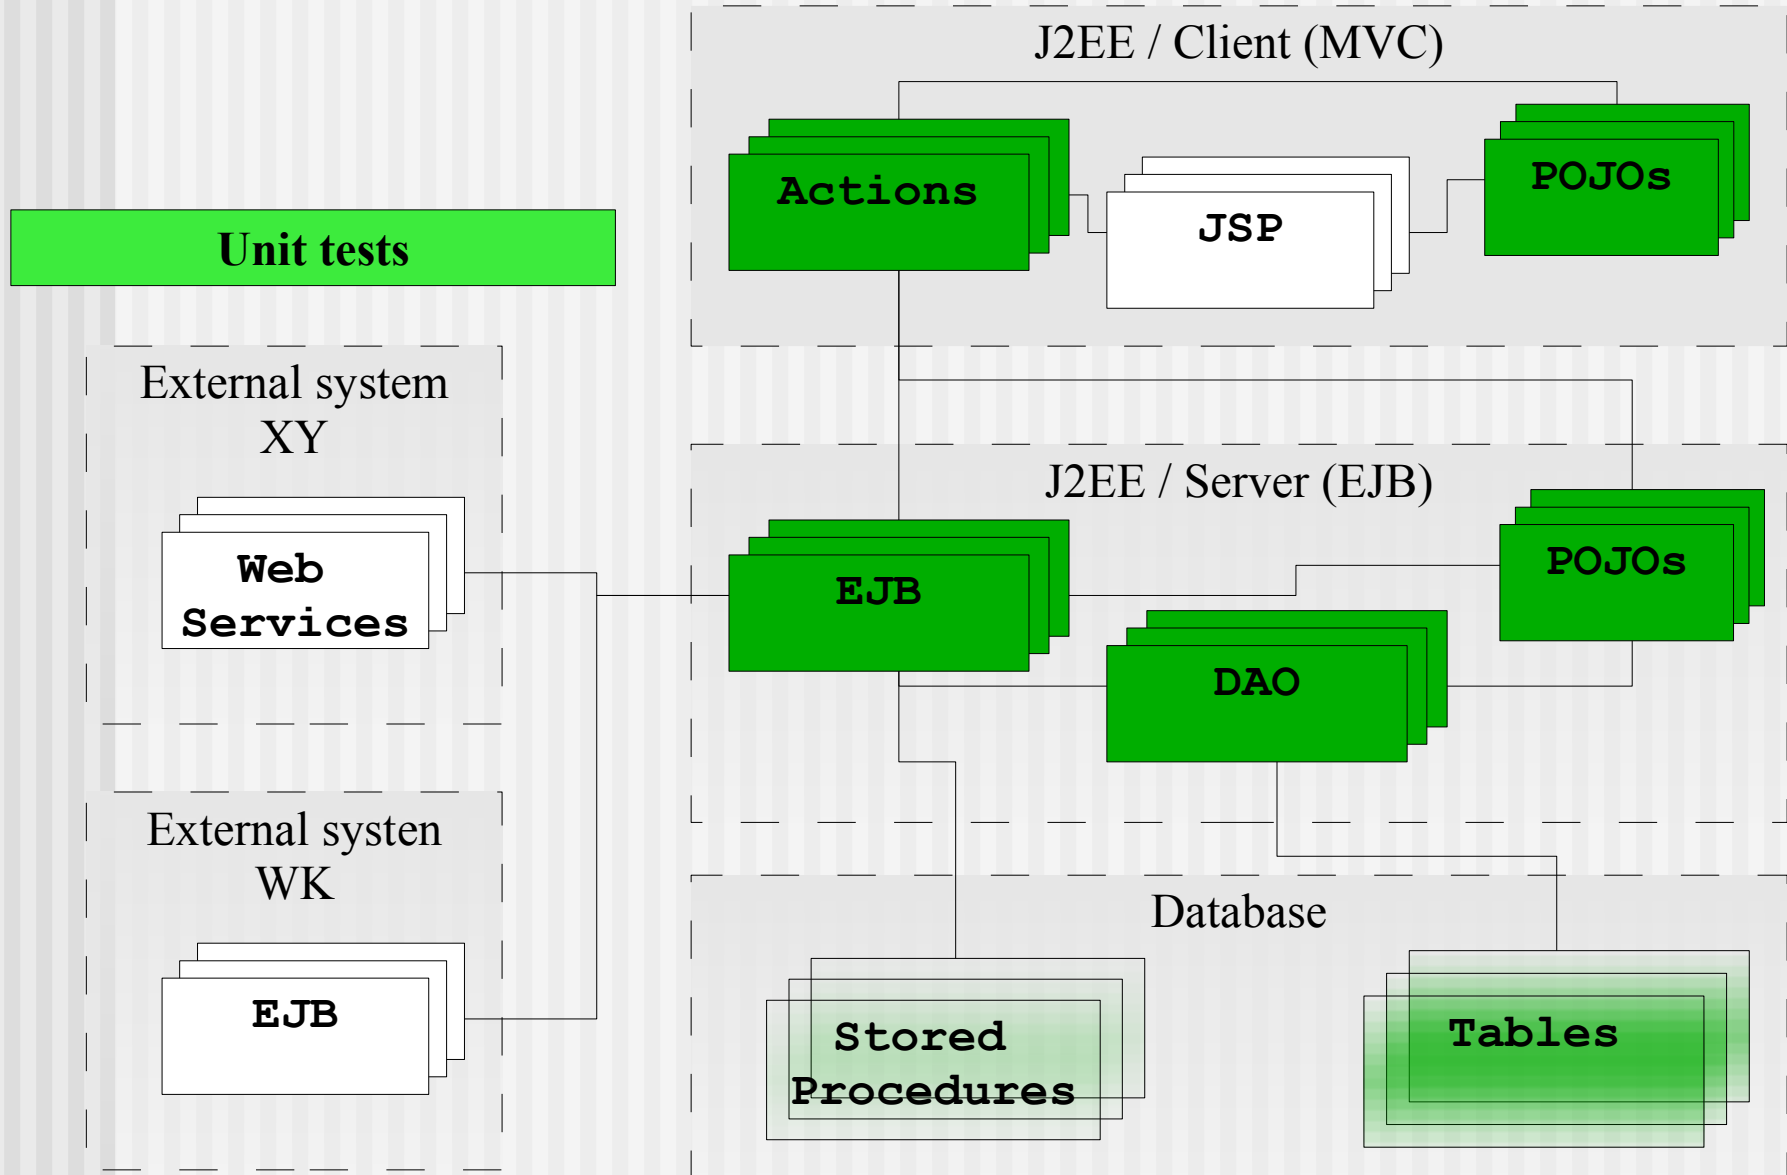 J2EE / Client (MVC)
Actions
JSP
POJOs
Unit tests
External system
XY
Web
Services
J2EE / Server (EJB)
EJB
POJOs
DAO
External systen
WK
EJB
Database
Stored
Procedures
Tables